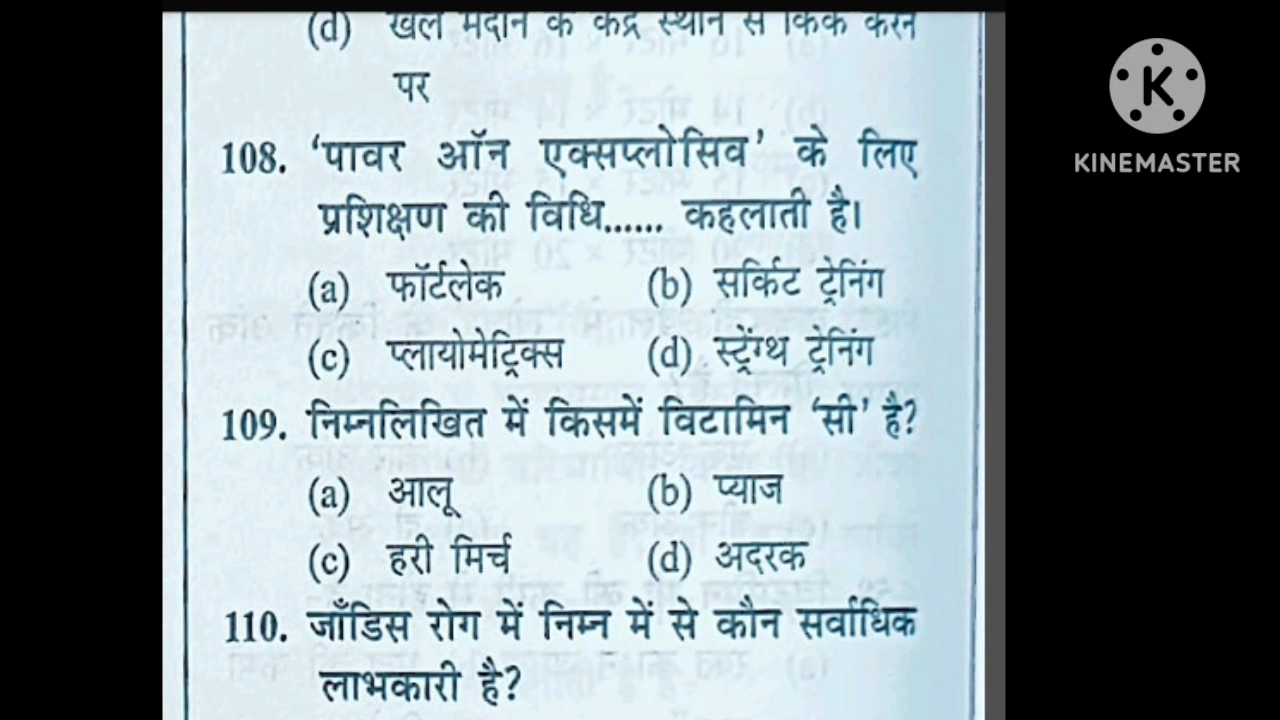 (d) खेल मैदान के केंद्र स्थान से किक करने
पर
108. ‘पावर ऑन एक्सप्लोसिव’ के लिए
प्रशिक्षण की विधि...... कहलाती है।
(a) फॉर्टलेक (b) सर्किट ट्रेनिंग
(c) प्लायोमेट्रिक्स (d) स्ट्रेंग्थ ट्रेनिंग
109. निम्नलिखित में किसमें विटामिन ‘सी’ है?
(a) आलू (b) प्याज
(c) हरी मिर्च (d) अदरक
110. जॉंडिस रोग में निम्न में से कौन सर्वाधिक
लाभकारी है?
K
KINEMASTER